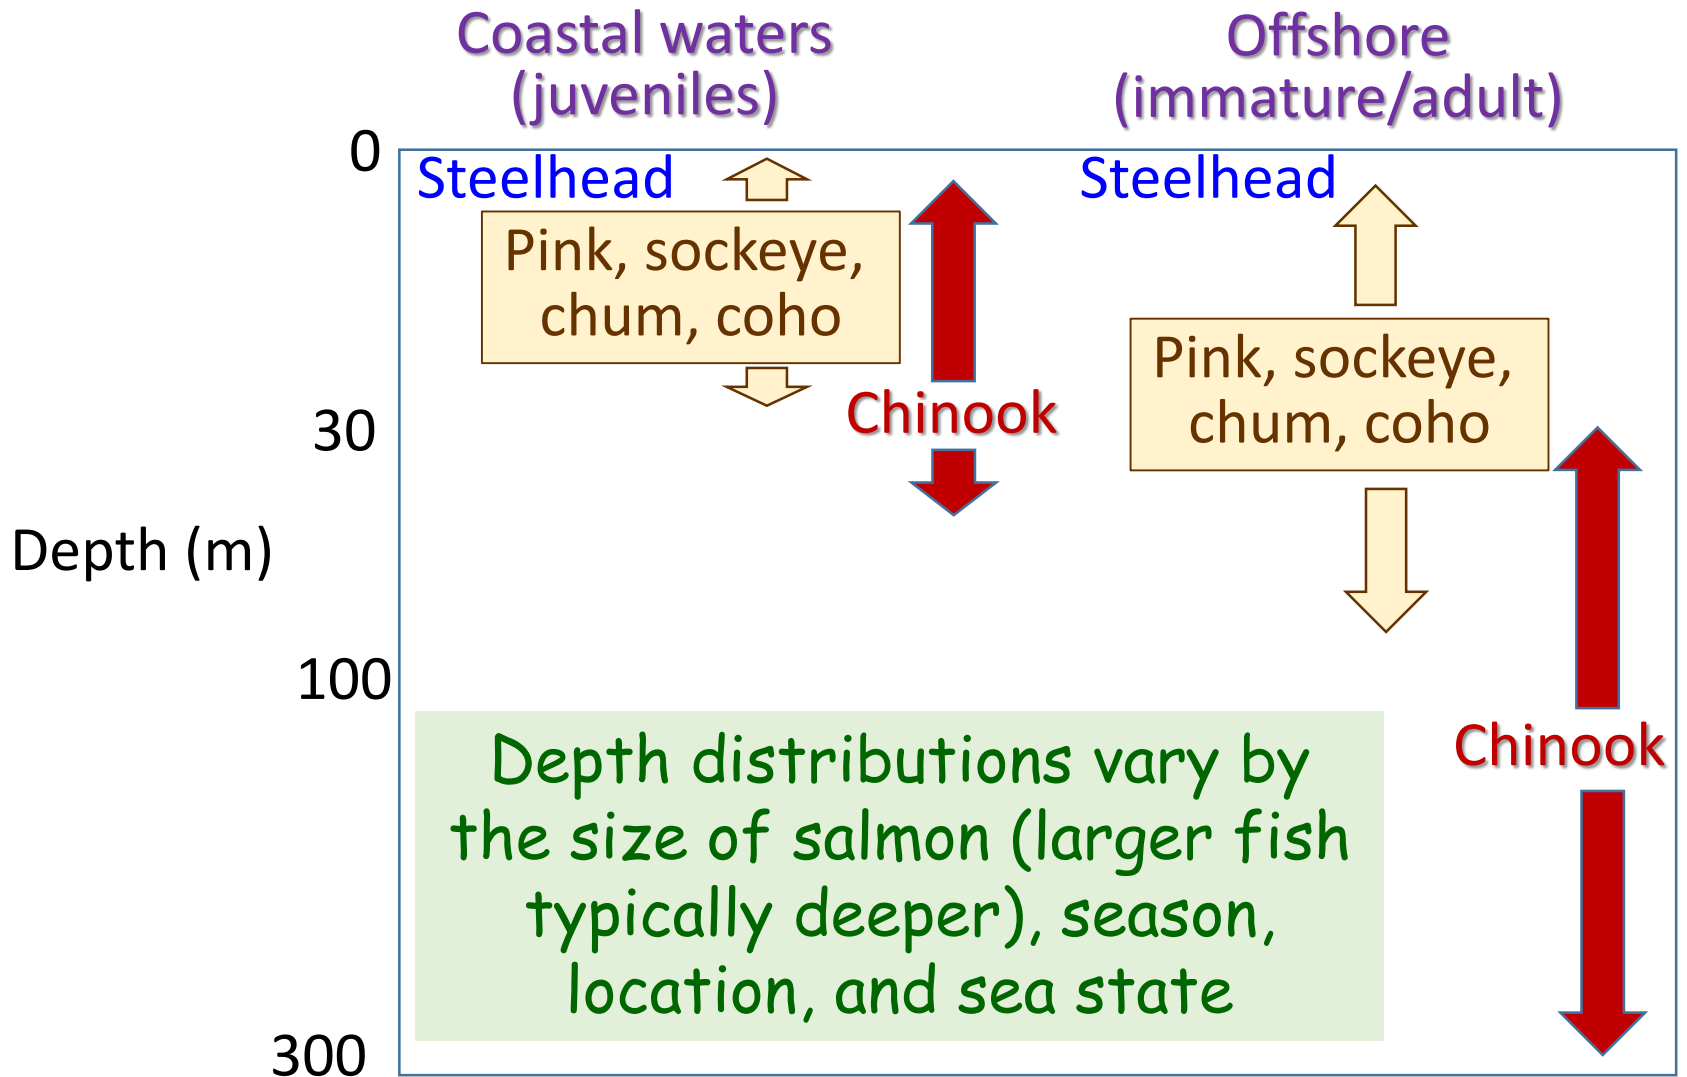 Coastal waters
(juveniles)
Offshore
(immature/adult)
0
Steelhead
Steelhead
Pink, sockeye,
chum, coho
Pink, sockeye,
chum, coho
Chinook
30
Depth (m)
100
Chinook
Depth distributions vary by
the size of salmon (larger fish
typically deeper), season,
location, and sea state
300